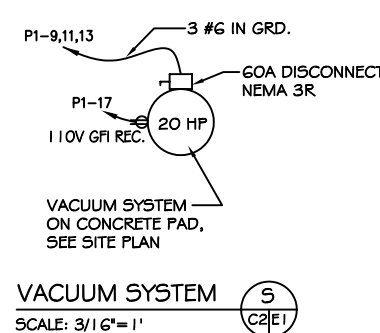 3 #6 IN GRD.
P1-9,11,13
60A DISCONNECT
NEMA 3R
P1-17
20 HP
110V GFI REC.
VACUUM SYSTEM
ON CONCRETE PAD,
SEE SITE PLAN
VACUUM SYSTEM
SCALE: 3/16"=1'
S
C2 E1